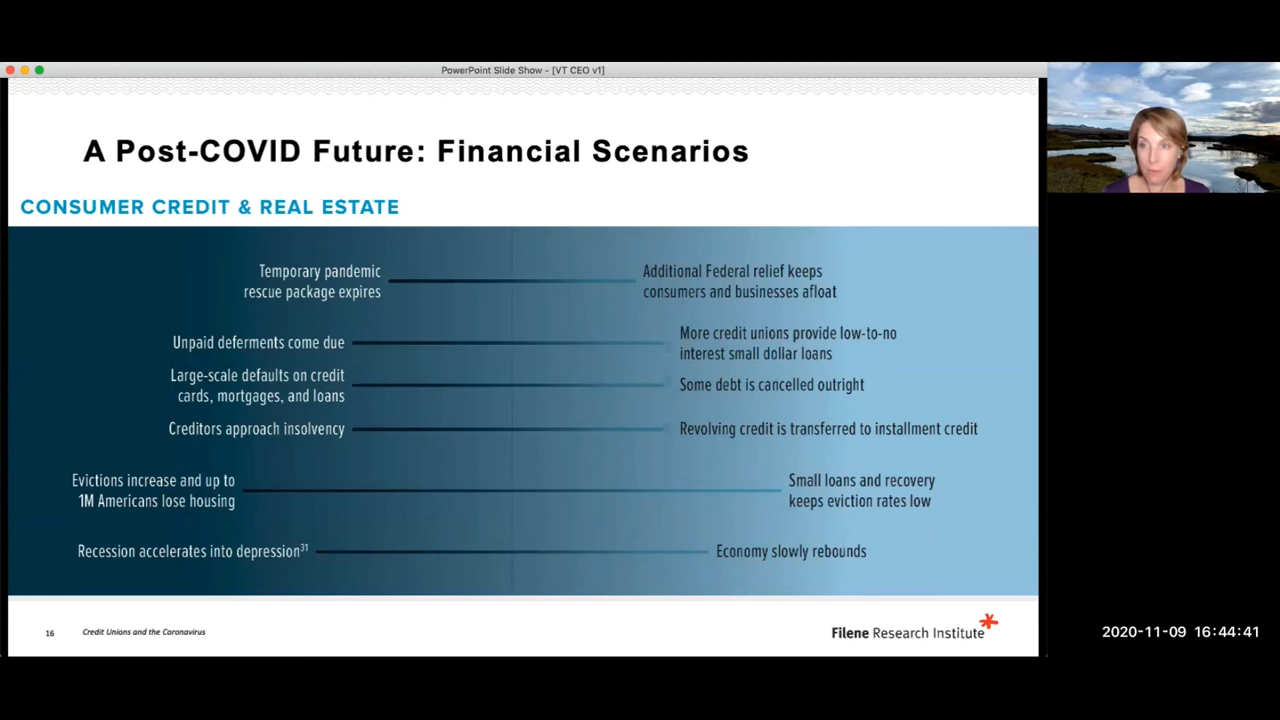 PowerPoint Slide Show - [VT CEO v1]
A Post-COVID Future: Financial Scenarios
CONSUMER CREDIT & REAL ESTATE
Temporary pandemic
rescue package expires
Additional Federal relief keeps
consumers and businesses afloat
Unpaid deferments come due
More credit unions provide low-to-no
interest small dollar loans
Large-scale defaults on credit
cards, mortgages, and loans
Some debt is cancelled outright
Creditors approach insolvency
Revolving credit is transferred to installment credit
Evictions increase and up to
1M Americans lose housing
Small loans and recovery
keeps eviction rates low
Recession accelerates into depression³¹
Economy slowly rebounds
16
Credit Unions and the Coronavirus
Filene Research Institute
2020-11-09 16:44:41